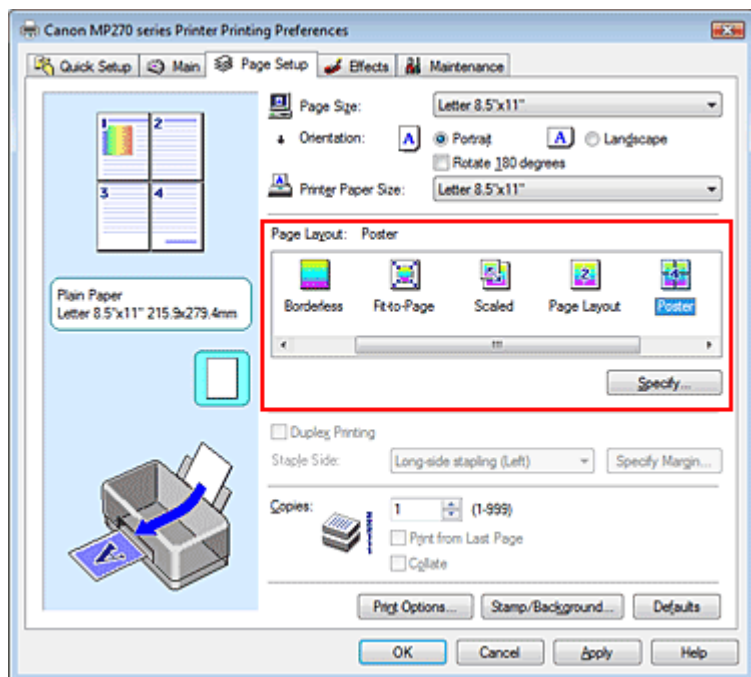 Canon MP270 series Printer Printing Preferences
Quick Setup Main Page Setup Effects Maintenance
1 2
3 4
Plain Paper
Letter 8.5"x11" 215.9x279.4mm
Page Size: Letter 8.5"x11"
Orientation: A Portrait A Landscape
Rotate 180 degrees
Printer Paper Size: Letter 8.5"x11"
Page Layout: Poster
Borderless Fit-to-Page Scaled Page Layout Poster
Specify...
Duplex Printing
Staple Side: Long-side stapling (Left) Specify Margin...
Copies: 1 (1-999)
Print from Last Page
Collate
Print Options... Stamp/Background... Defaults
OK Cancel Apply Help